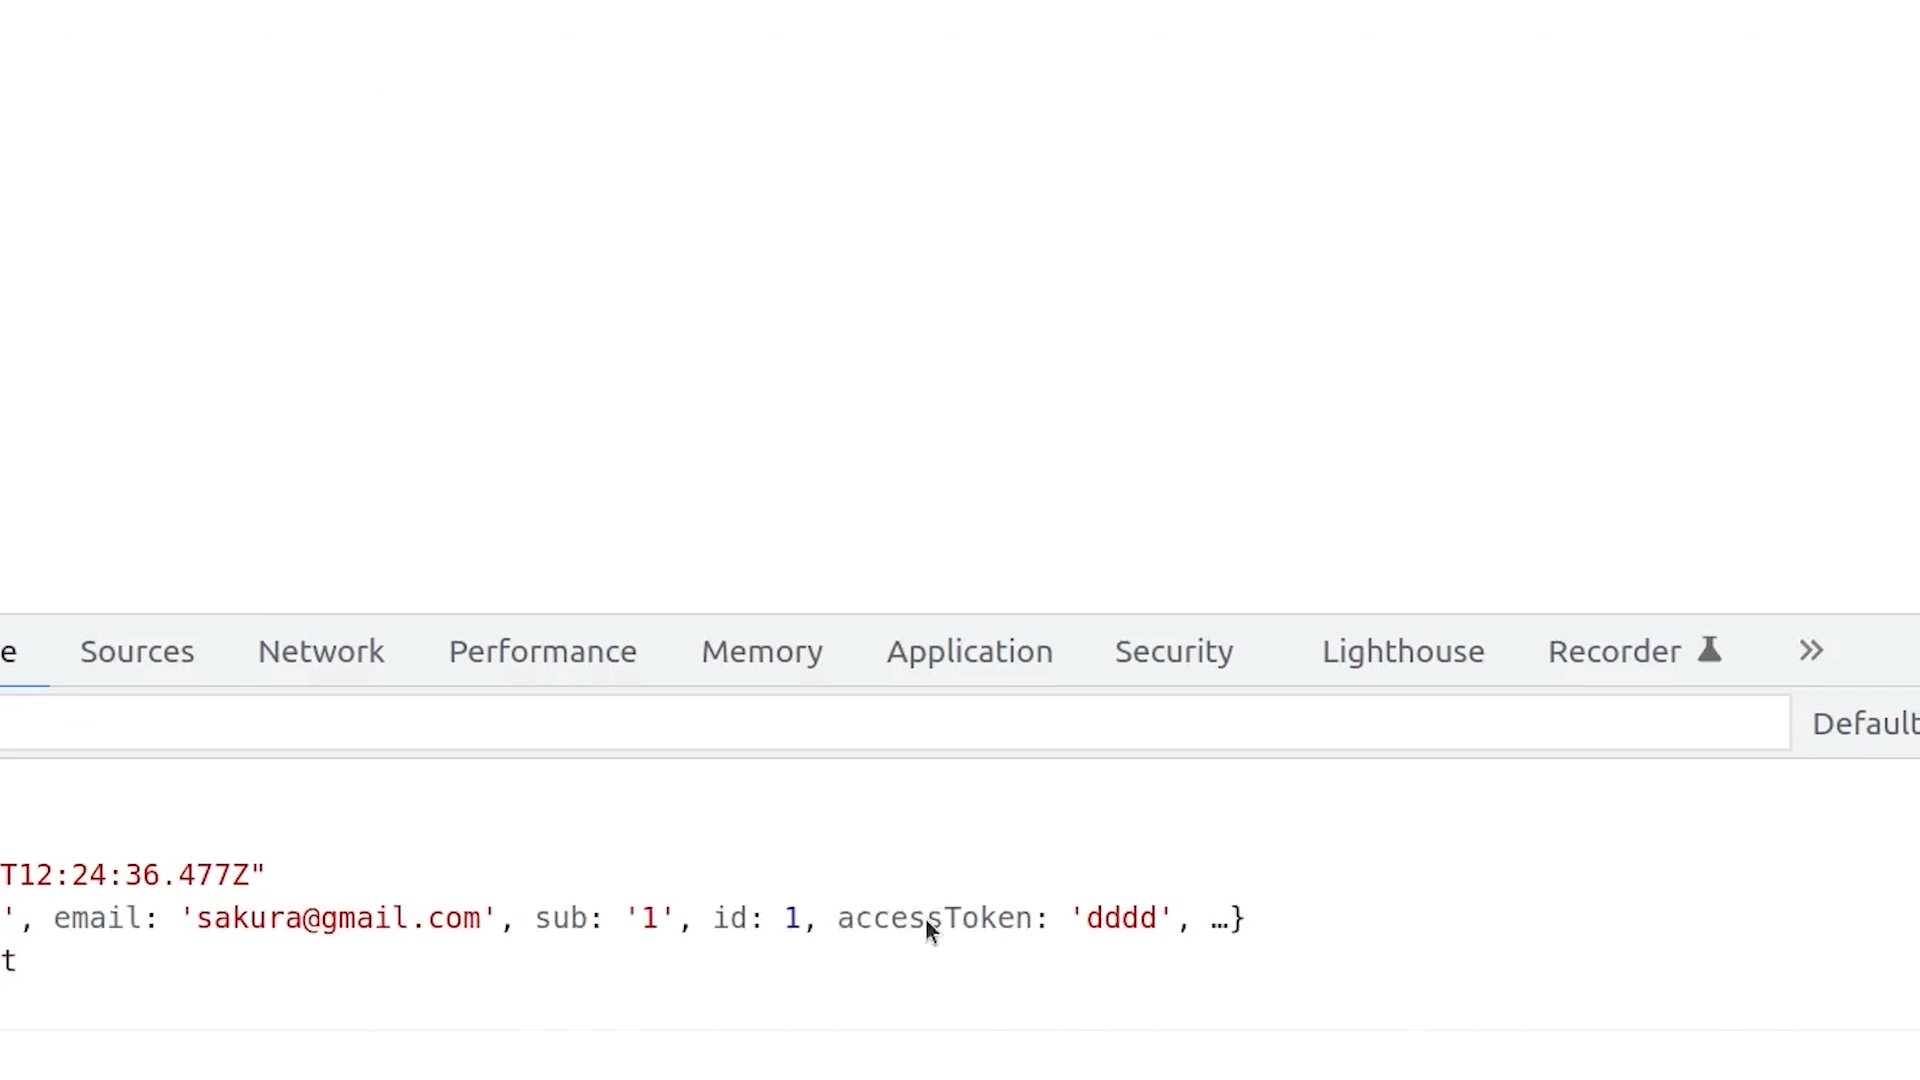 e Sources Network Performance Memory Application Security Lighthouse Recorder »
Default
T12:24:36.477Z"
', email: 'sakura@gmail.com', sub: '1', id: 1, accessToken: 'dddd', …}
t